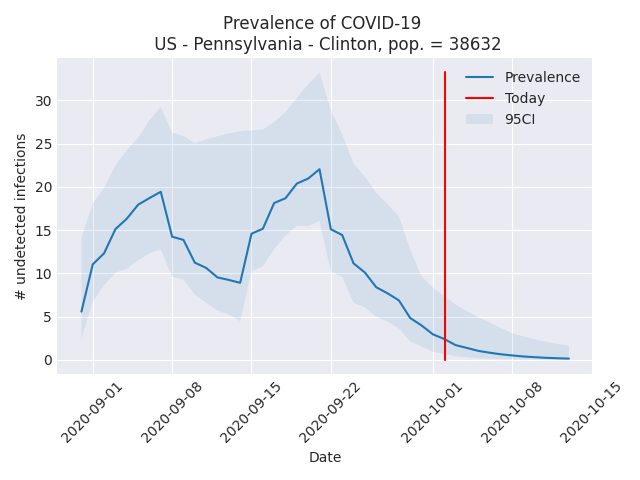 Prevalence of COVID-19
US - Pennsylvania - Clinton, pop. = 38632
# undetected infections
30
25
20
15
10
5
0
Prevalence
Today
95CI
2020-09-01
2020-09-08
2020-09-15
2020-09-22
2020-10-01
2020-10-08
2020-10-15
Date